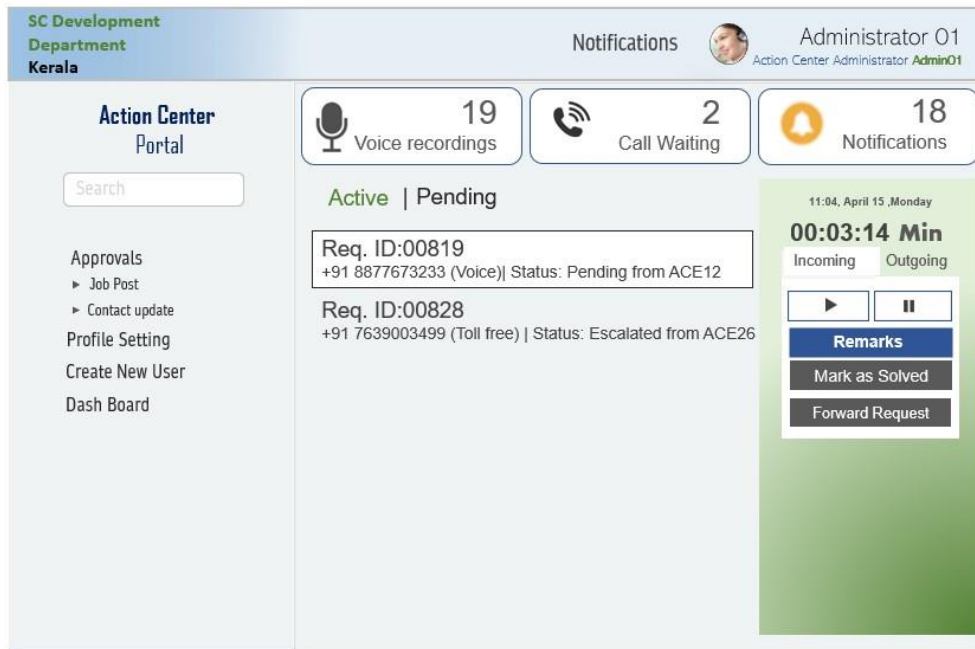 SC Development
Department
Kerala
Notifications
Administrator 01
Action Center Administrator Admin01
Action Center
Portal
Search
Approvals
► Job Post
► Contact update
Profile Setting
Create New User
Dash Board
19
Voice recordings
2
Call Waiting
18
Notifications
Active | Pending
Req. ID:00819
+91 8877673233 (Voice)| Status: Pending from ACE12
Req. ID:00828
+91 7639003499 (Toll free) | Status: Escalated from ACE26
11:04, April 15 ,Monday
00:03:14 Min
Incoming Outgoing
Remarks
Mark as Solved
Forward Request